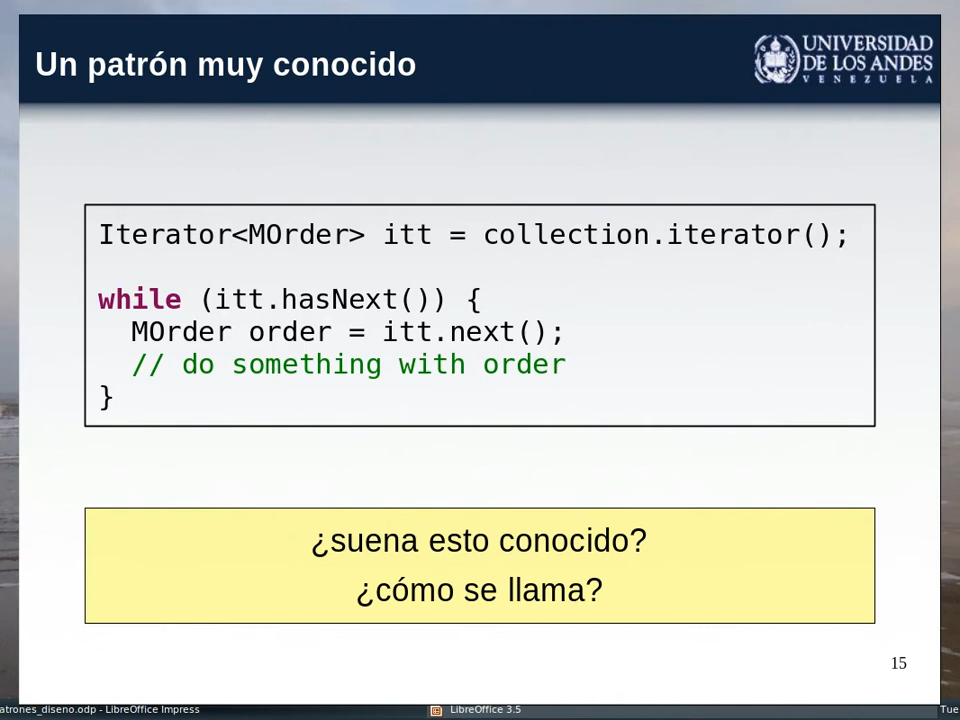 Un patrón muy conocido
UNIVERSIDAD
DE LOS ANDES
VENEZUELA
Iterator<MOrder> itt = collection.iterator();
while (itt.hasNext()) {
MOrder order = itt.next();
// do something with order
}
¿suena esto conocido?
¿cómo se llama?
15
atrones_diseno.odp - LibreOffice Impress
LibreOffice 3.5
Tue